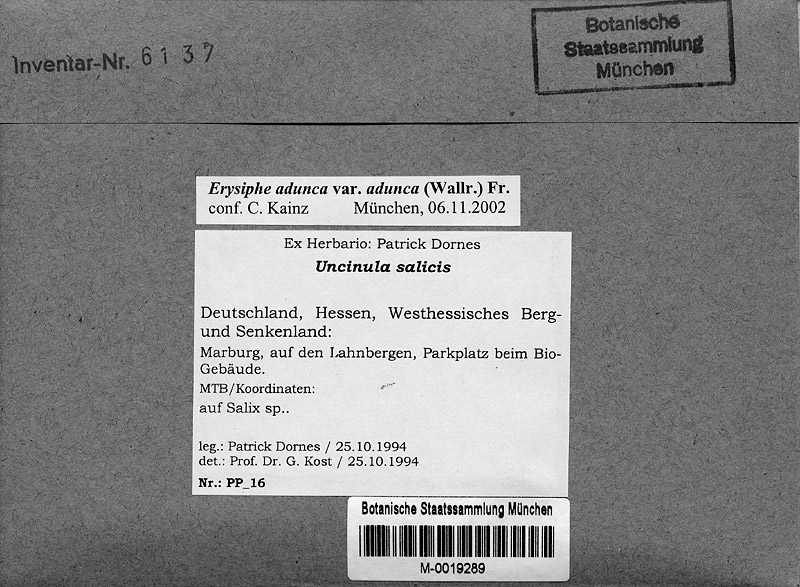 Inventar-Nr. 6137
Botanische
Staatssammlung
München
Erysiphe adunca var. adunca (Wallr.) Fr.
conf. C. Kainz München, 06.11.2002
Ex Herbario: Patrick Dornes
Uncinula salicis
Deutschland, Hessen, Westhessisches Berg-
und Senkenland:
Marburg, auf den Lahnbergen, Parkplatz beim Bio-
Gebäude.
MTB/Koordinaten:
auf Salix sp..
leg.: Patrick Dornes / 25.10.1994
det.: Prof. Dr. G. Kost / 25.10.1994
Nr.: PP_16
Botanische Staatssammlung München
M-0019289